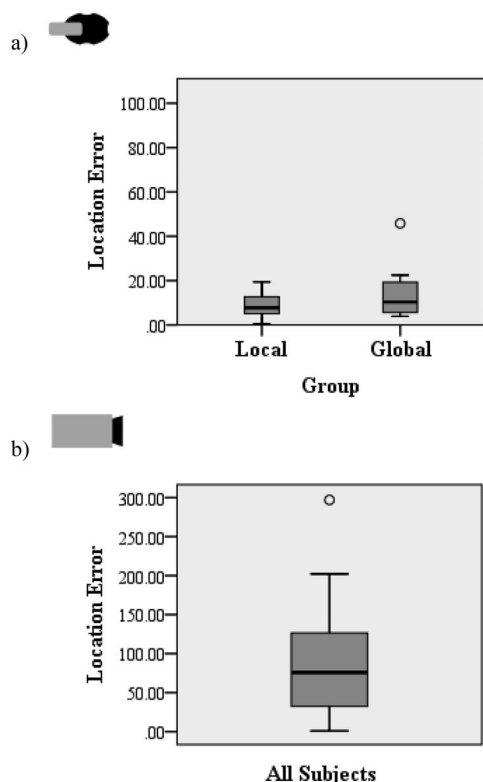 a)
100.00
80.00
60.00
40.00
20.00
.00
Location Error
Local Global
Group
b)
300.00
250.00
200.00
150.00
100.00
50.00
.00
Location Error
All Subjects